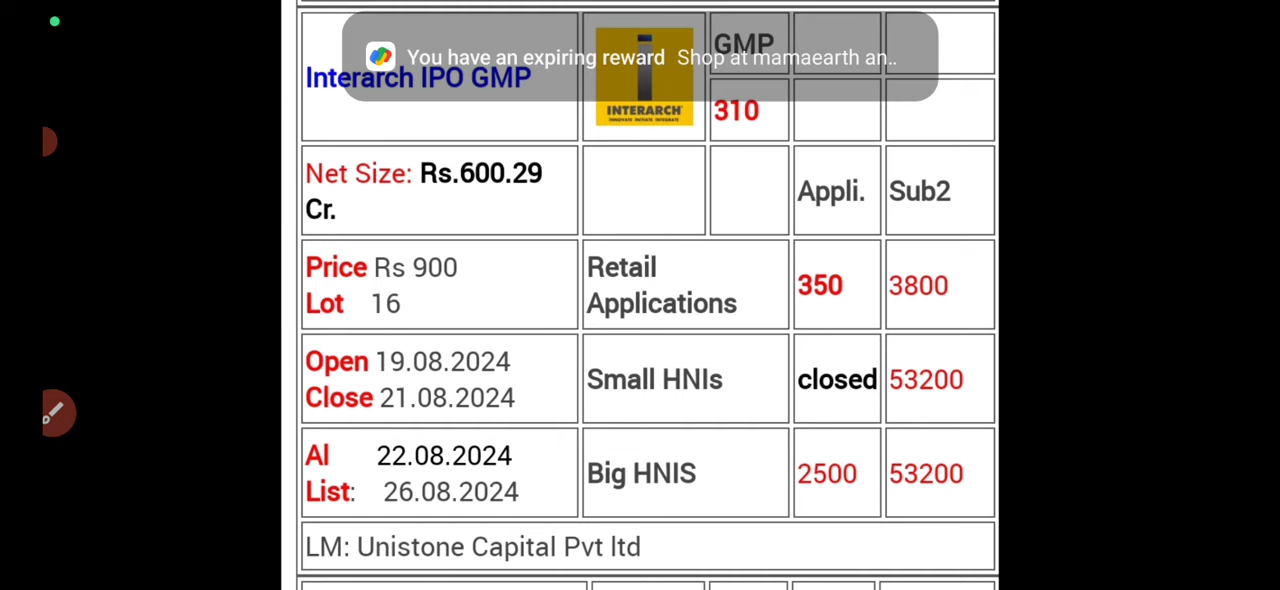 You have an expiring reward Shop at mamaearth an..
Interarch IPO GMP
GMP
INTERARCH
310
Net Size: Rs.600.29
Cr.
Appli.
Sub2
Price Rs 900
Lot 16
Retail
Applications
350
3800
Open 19.08.2024
Close 21.08.2024
Small HNIs
closed
53200
Al 22.08.2024
List: 26.08.2024
Big HNIS
2500
53200
LM: Unistone Capital Pvt ltd